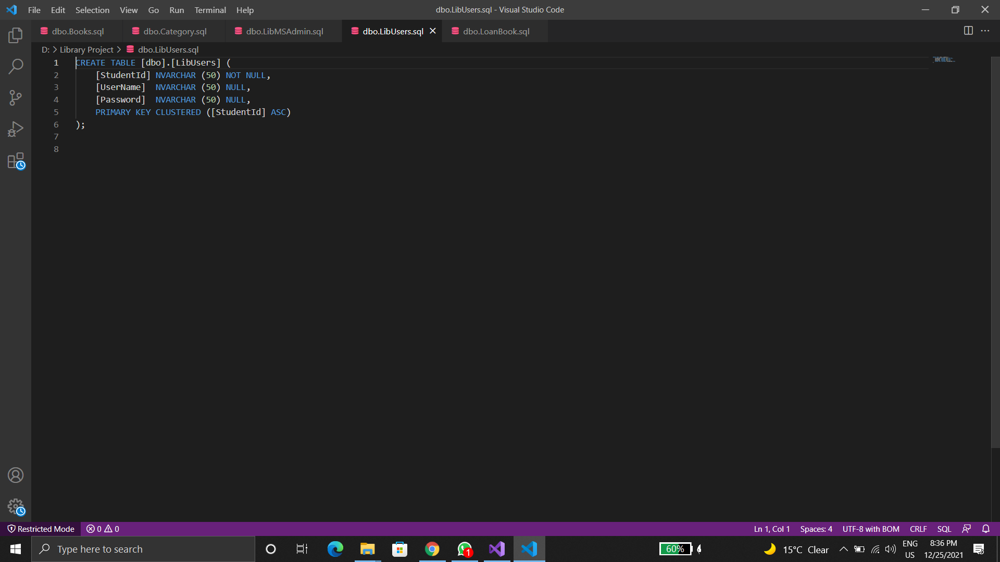 File Edit Selection View Go Run Terminal Help
dbo.LibUsers.sql - Visual Studio Code
dbo.Books.sql
dbo.Category.sql
dbo.LibMSAdmin.sql
dbo.LibUsers.sql
dbo.LoanBook.sql
D: > Library Project > dbo.LibUsers.sql
1 CREATE TABLE [dbo].[LibUsers] (
2     [StudentId] NVARCHAR (50) NOT NULL,
3     [UserName]  NVARCHAR (50) NULL,
4     [Password]  NVARCHAR (50) NULL,
5     PRIMARY KEY CLUSTERED ([StudentId] ASC)
6 );
7
8
Restricted Mode 0 0
Ln 1, Col 1 Spaces: 4 UTF-8 with BOM CRLF SQL
Type here to search
1
60%
15°C Clear
ENG
US
8:36 PM
12/25/2021